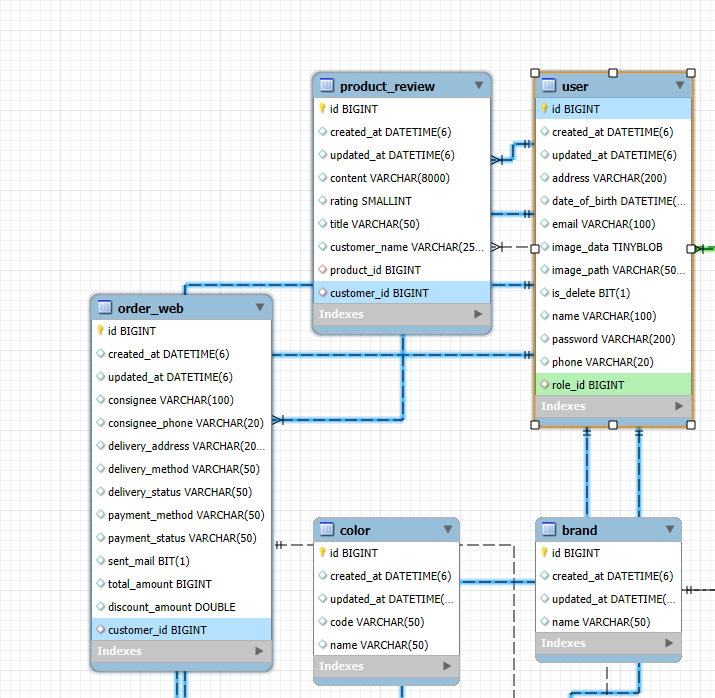 product_review
id BIGINT
created_at DATETIME(6)
updated_at DATETIME(6)
content VARCHAR(8000)
rating SMALLINT
title VARCHAR(50)
customer_name VARCHAR(25...
product_id BIGINT
customer_id BIGINT
Indexes
user
id BIGINT
created_at DATETIME(6)
updated_at DATETIME(6)
address VARCHAR(200)
date_of_birth DATETIME(...
email VARCHAR(100)
image_data TINYBLOB
image_path VARCHAR(50...
is_delete BIT(1)
name VARCHAR(100)
password VARCHAR(200)
phone VARCHAR(20)
role_id BIGINT
Indexes
order_web
id BIGINT
created_at DATETIME(6)
updated_at DATETIME(6)
consignee VARCHAR(100)
consignee_phone VARCHAR(20)
delivery_address VARCHAR(20...
delivery_method VARCHAR(50)
delivery_status VARCHAR(50)
payment_method VARCHAR(50)
payment_status VARCHAR(50)
sent_mail BIT(1)
total_amount BIGINT
discount_amount DOUBLE
customer_id BIGINT
Indexes
color
id BIGINT
created_at DATETIME(6)
updated_at DATETIME(...
code VARCHAR(50)
name VARCHAR(50)
Indexes
brand
id BIGINT
created_at DATETIME(6)
updated_at DATETIME(...
name VARCHAR(50)
Indexes